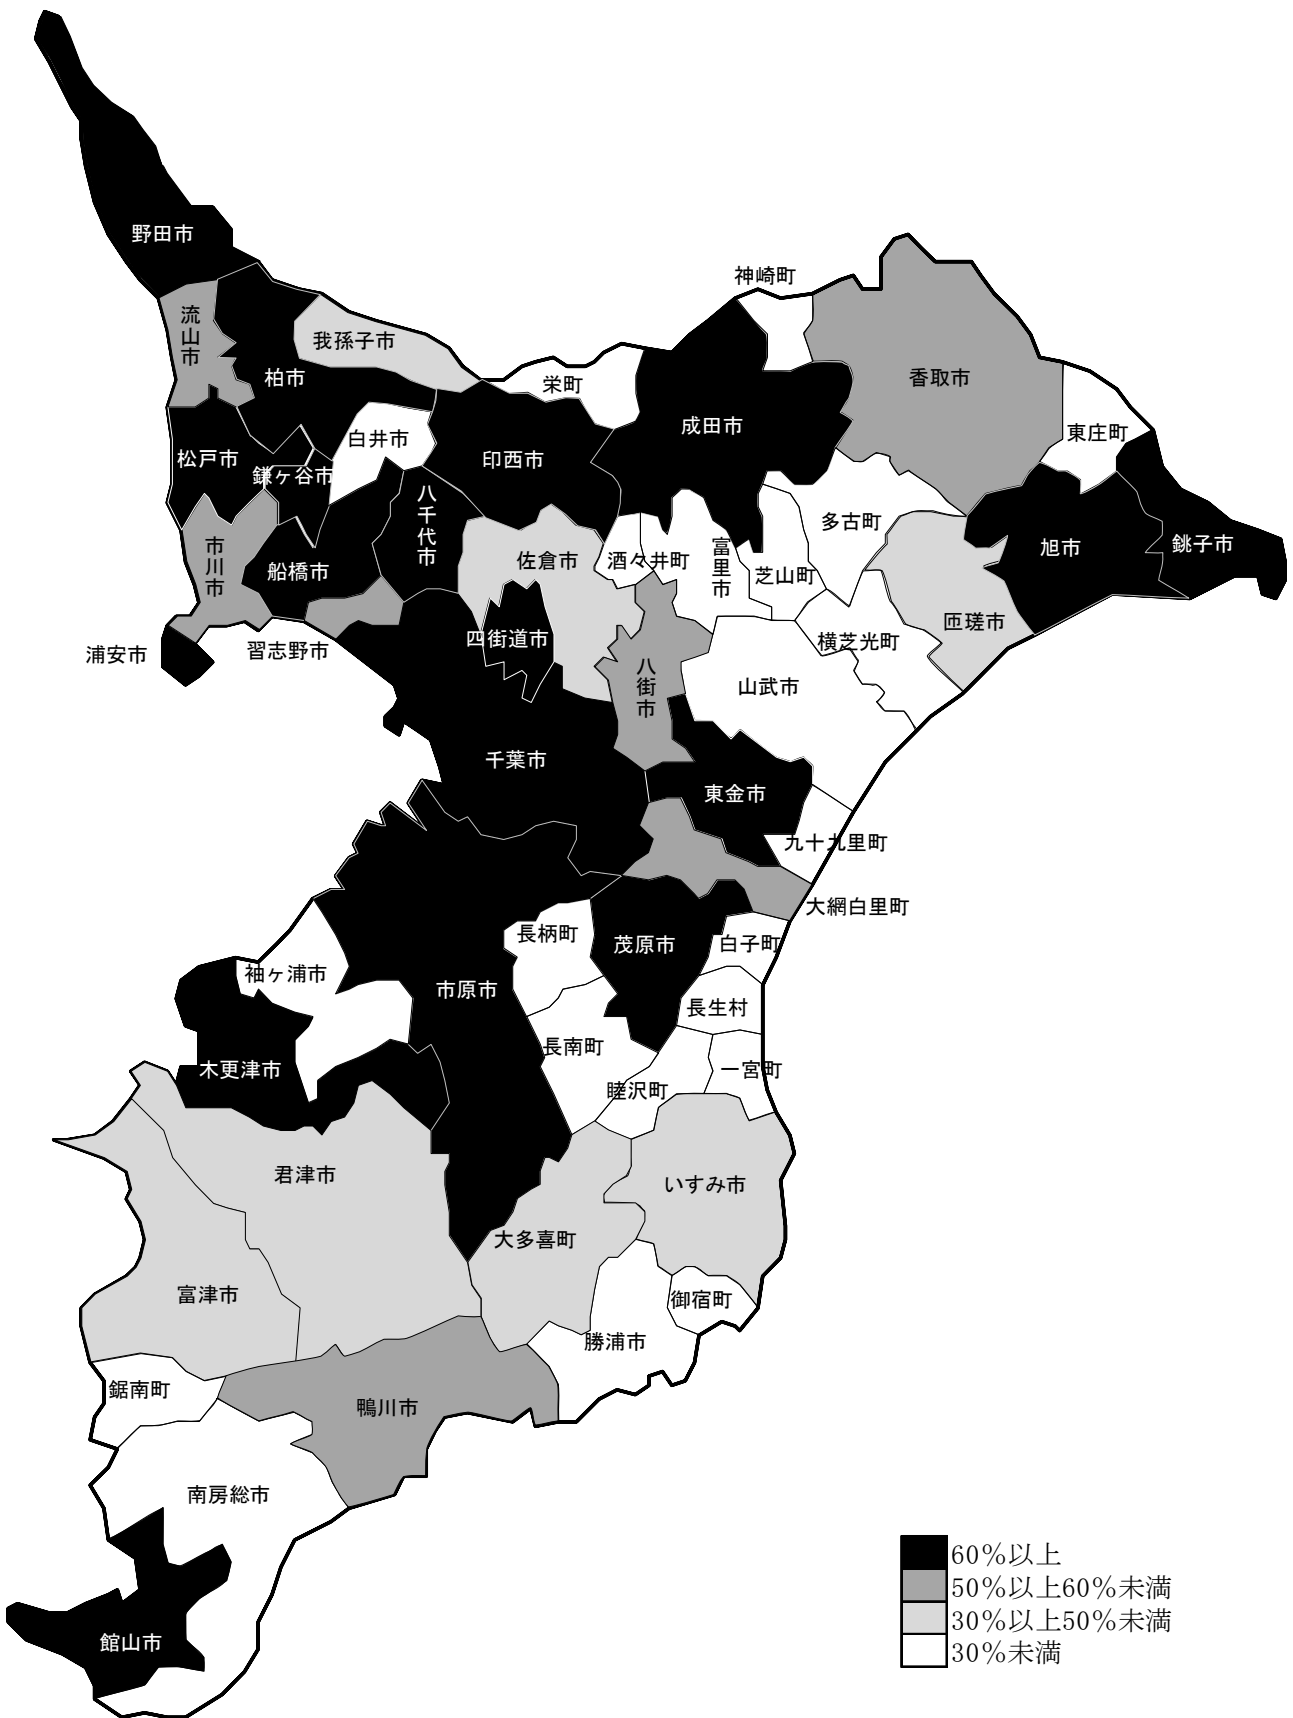 野田市
神崎町
流山市
我孫子市
柏市
栄町
香取市
成田市
東庄町
白井市
松戸市
印西市
鎌ヶ谷市
八千代市
多古町
市川市
船橋市
佐倉市
酒々井町
富里市
芝山町
旭市
銚子市
匝瑳市
四街道市
横芝光町
浦安市
習志野市
八街市
山武市
千葉市
東金市
九十九里町
大網白里町
長柄町
茂原市
白子町
袖ヶ浦市
市原市
長生村
長南町
木更津市
睦沢町
一宮町
君津市
いすみ市
大多喜町
富津市
御宿町
勝浦市
鋸南町
鴨川市
南房総市
館山市
60％以上
50％以上60％未満
30％以上50％未満
30％未満